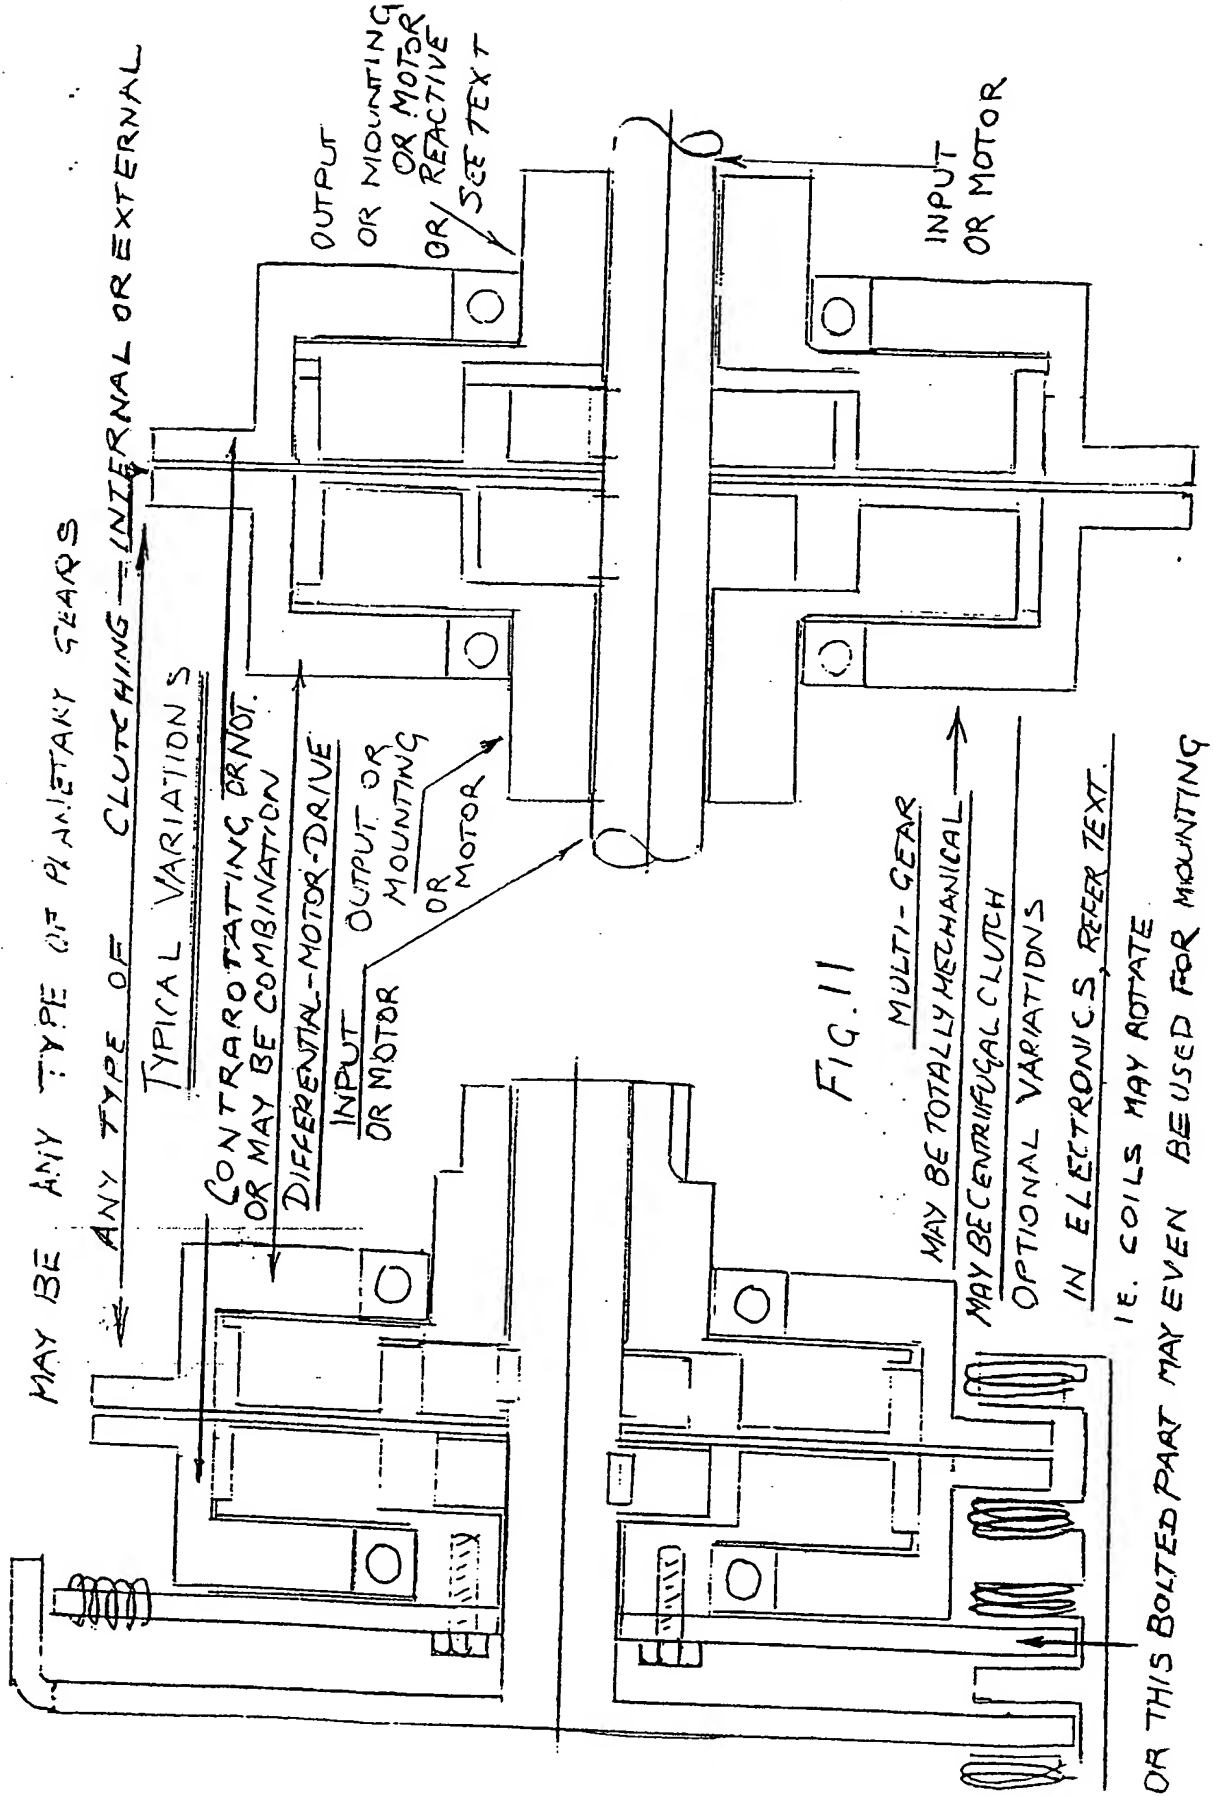 MAY BE ANY TYPE OF PLANETARY GEARS
ANY TYPE OF CLUTCHING—INTERNAL OR EXTERNAL
TYPICAL VARIATIONS
CONTRAROTATING OR NOT.
OR MAY BE COMBINATION
DIFFERENTIAL-MOTOR-DRIVE
INPUT
OR MOTOR
OUTPUT OR
MOUNTING
OR
MOTOR
OUTPUT
OR MOUNTING
OR MOTOR
OR REACTIVE
SEE TEXT
INPUT
OR MOTOR
FIG. 11
MULTI-GEAR
MAY BE TOTALLY MECHANICAL
MAY BE CENTRIFUGAL CLUTCH
OPTIONAL VARIATIONS
IN ELECTRONICS, REFER TEXT.
IE. COILS MAY ROTATE
OR THIS BOLTED PART MAY EVEN BE USED FOR MOUNTING